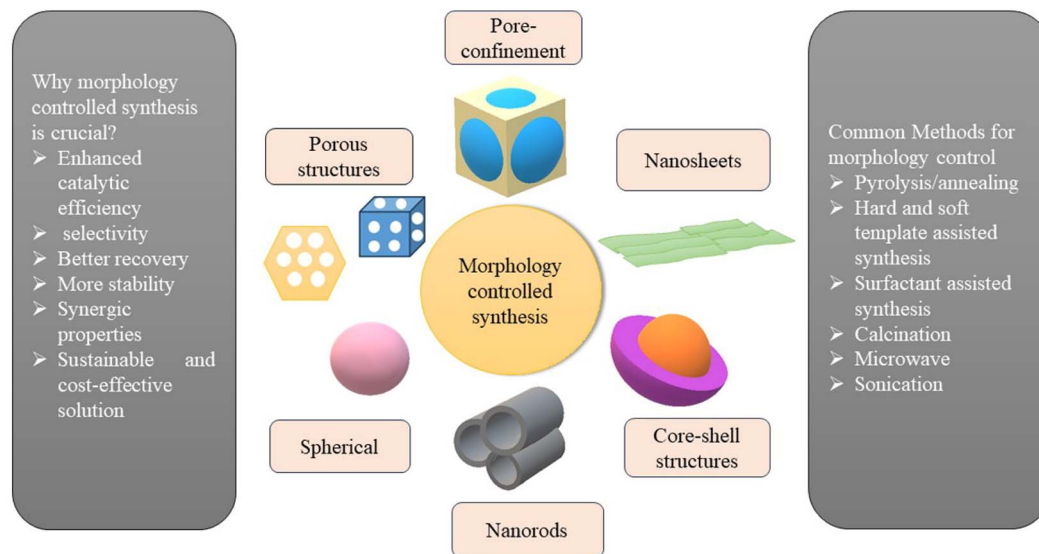 Why morphology
controlled synthesis
is crucial?
➢ Enhanced
catalytic
efficiency
➢ selectivity
➢ Better recovery
➢ More stability
➢ Synergic
properties
➢ Sustainable and
cost-effective
solution
Pore-
confinement
Porous
structures
Nanosheets
Morphology
controlled
synthesis
Spherical
Core-shell
structures
Nanorods
Common Methods for
morphology control
➢ Pyrolysis/annealing
➢ Hard and soft
template assisted
synthesis
➢ Surfactant assisted
synthesis
➢ Calcination
➢ Microwave
➢ Sonication